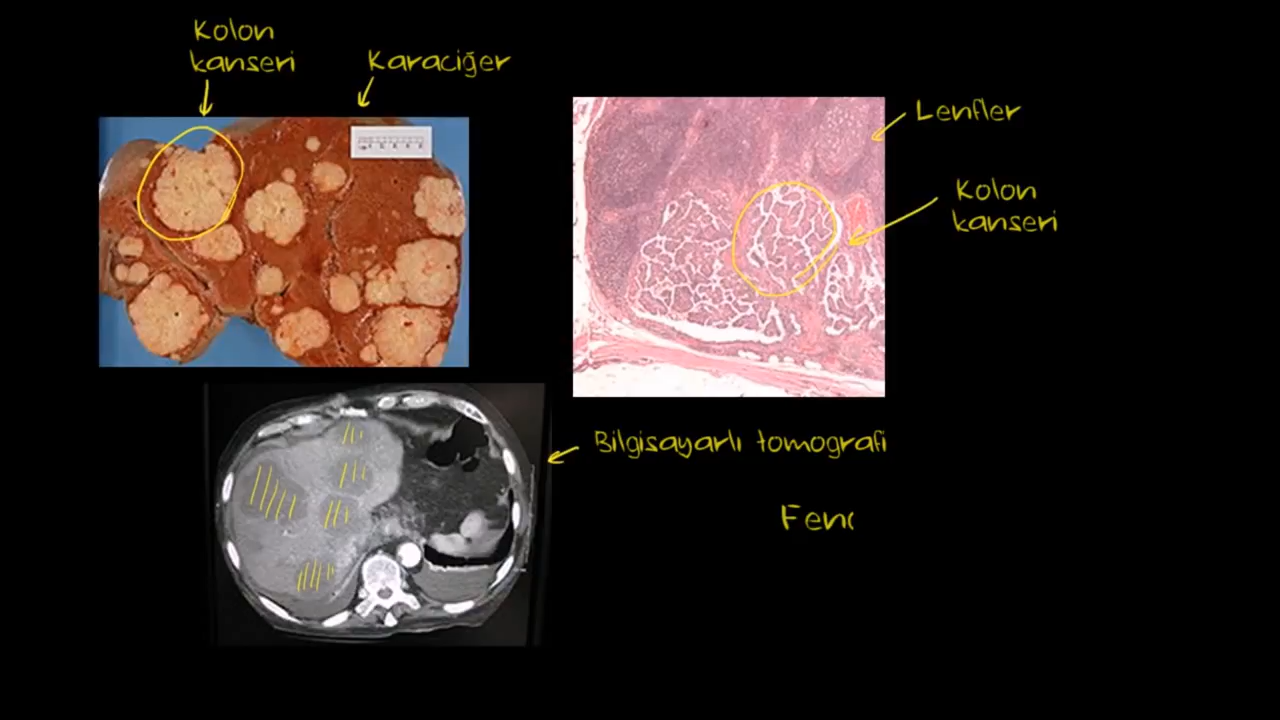 Kolon
kanseri
Karaciğer
Lenfler
Kolon
kanseri
Bilgisayarlı tomografi